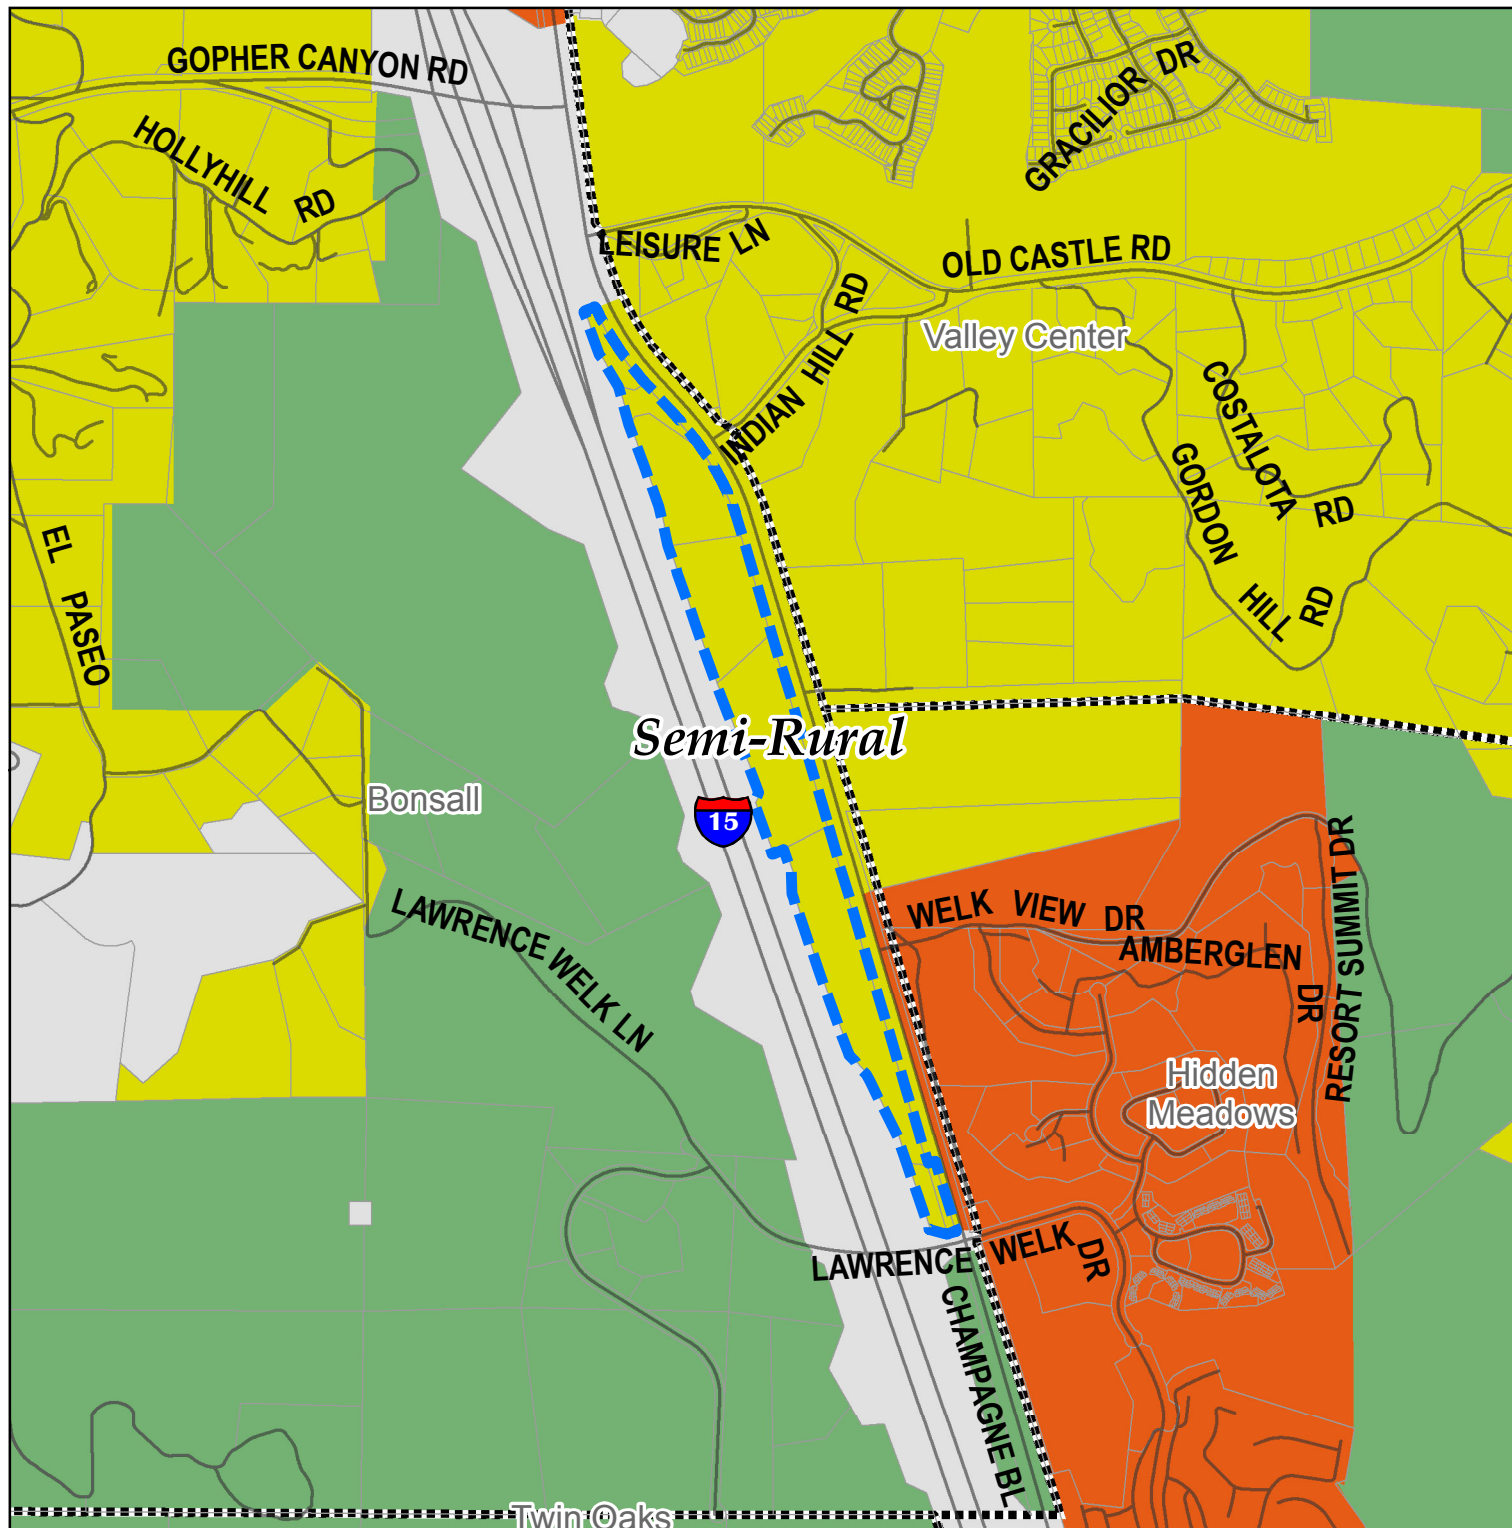 GOPHER CANYON RD
GRACILIOR DR
HOLLYHILL RD
LEISURE LN
OLD CASTLE RD
INDIAN HILL RD
Valley Center
COSTALOTA RD
GORDON HILL RD
EL PASEO
Semi-Rural
Bonsall
15
LAWRENCE WELK LN
WELK VIEW DR
AMBERGLEN DR
RESORT SUMMIT DR
Hidden
Meadows
LAWRENCE WELK DR
CHAMPAGNE BL
Twin Oaks